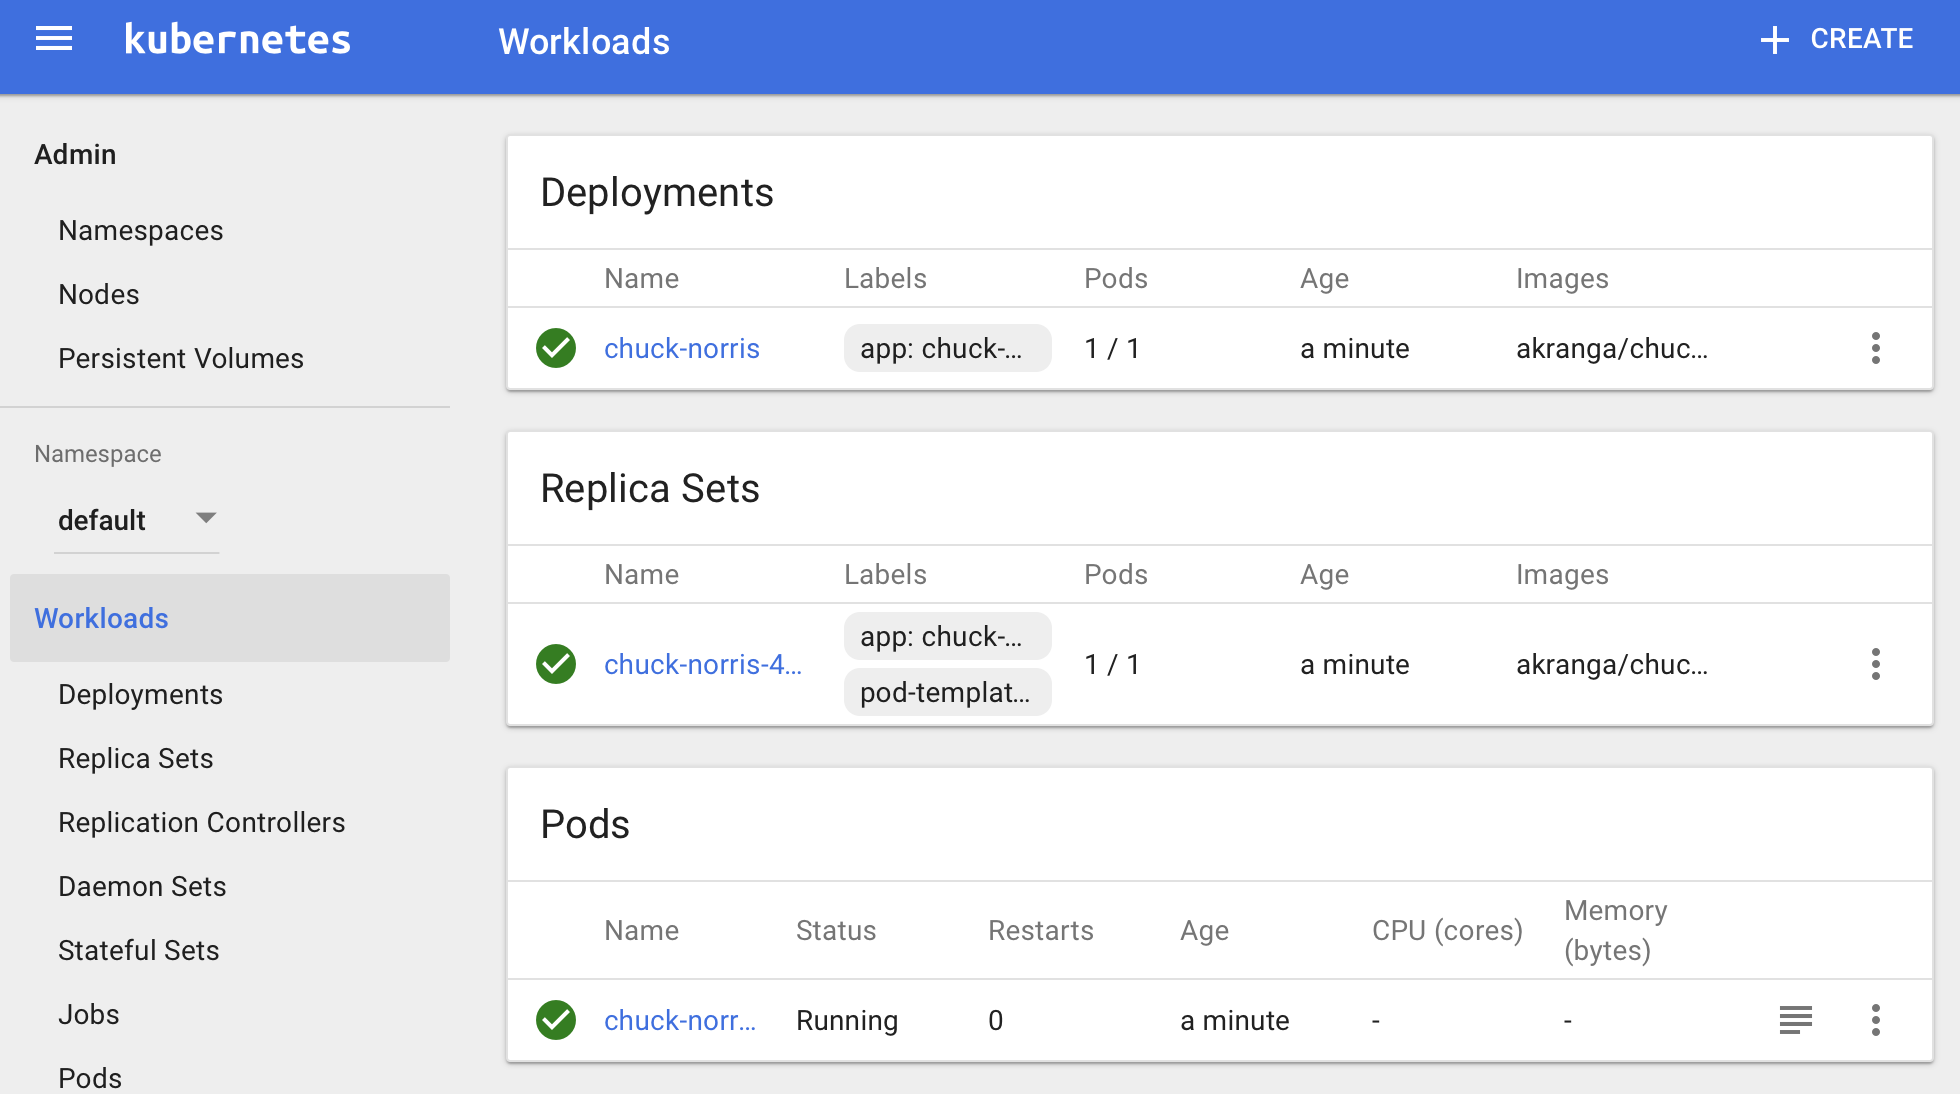 kubernetes Workloads CREATE
Admin
Namespaces
Nodes
Persistent Volumes
Namespace
default
Workloads
Deployments
Replica Sets
Replication Controllers
Daemon Sets
Stateful Sets
Jobs
Pods
Deployments
Name Labels Pods Age Images
chuck-norris app: chuck-... 1 / 1 a minute akranga/chuc...
Replica Sets
Name Labels Pods Age Images
chuck-norris-4... app: chuck-... 1 / 1 a minute akranga/chuc...
pod-templat...
Pods
Name Status Restarts Age CPU (cores) Memory (bytes)
chuck-norr... Running 0 a minute - -